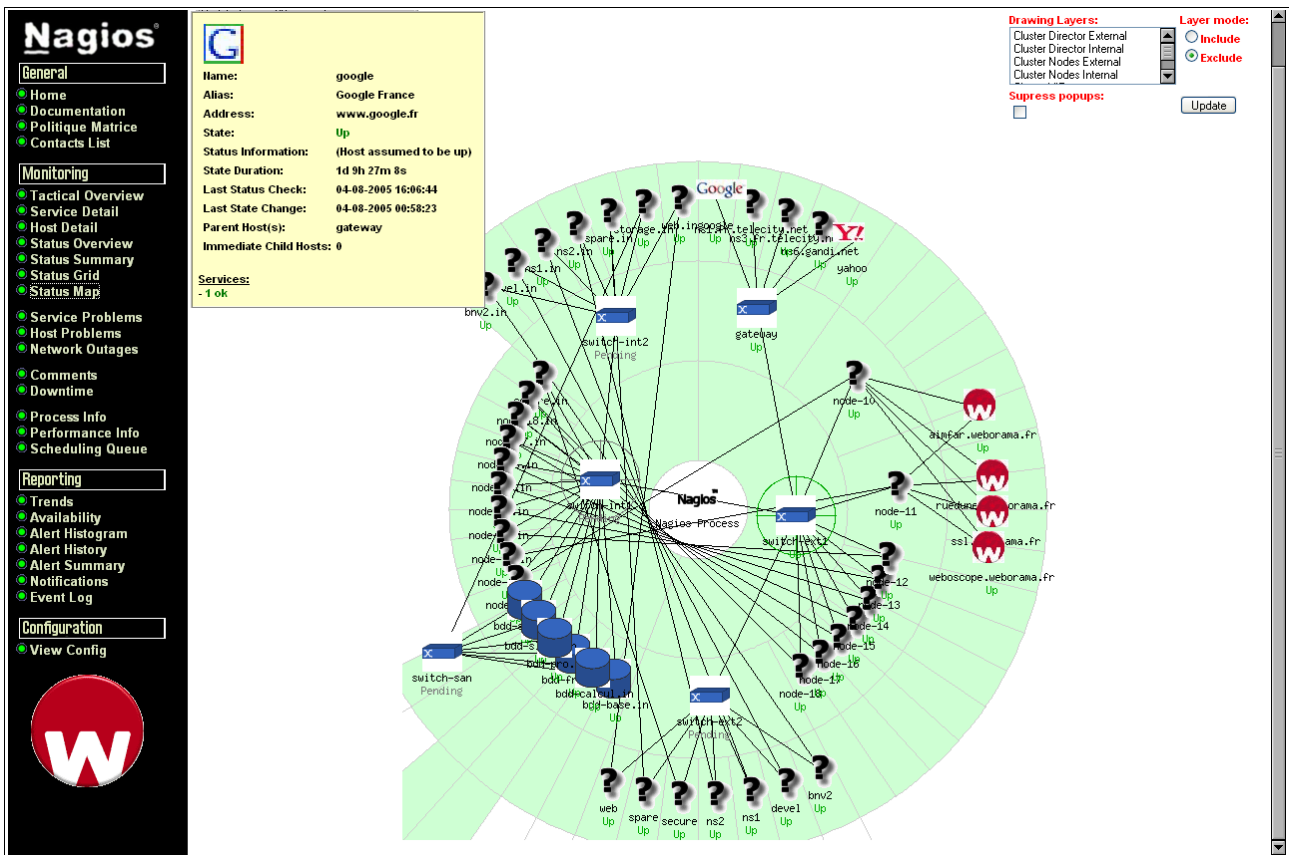 Nagios®
General
Home
Documentation
Politique Matrice
Contacts List
Monitoring
Tactical Overview
Service Detail
Host Detail
Status Overview
Status Summary
Status Grid
Status Map
Service Problems
Host Problems
Network Outages
Comments
Downtime
Process Info
Performance Info
Scheduling Queue
Reporting
Trends
Availability
Alert Histogram
Alert History
Alert Summary
Notifications
Event Log
Configuration
View Config
W
G
Name: google
Alias: Google France
Address: www.google.fr
State: Up
Status Information: (Host assumed to be up)
State Duration: 1d 9h 27m 8s
Last Status Check: 04-08-2005 16:06:44
Last State Change: 04-08-2005 00:58:23
Parent Host(s): gateway
Immediate Child Hosts: 0
Services:
- 1 ok
Drawing Layers:
Cluster Director External
Cluster Director Internal
Cluster Nodes External
Cluster Nodes Internal
Layer mode:
Include
Exclude
Supress popups:
Update
Google
Y!
yahoo
Up
bnv2.in
Up
switch-int2
Pending
gateway
Up
node-10
Up
W
aimfar.weborama.fr
Up
node-11
Up
W
W
W
weboscope.weborama.fr
Up
Nagios™
Nagios Process
switch-int1
switch-ext1
Up
node-12
node-13
node-14
node-15
node-16
node-17
node-18
Up
switch-san
Pending
bdd-calcul.in
bdd-base.in
Up
switch-ext2
Pending
web
Up
spare
Up
secure
Up
ns2
Up
ns1
Up
devel
Up
bnv2
Up